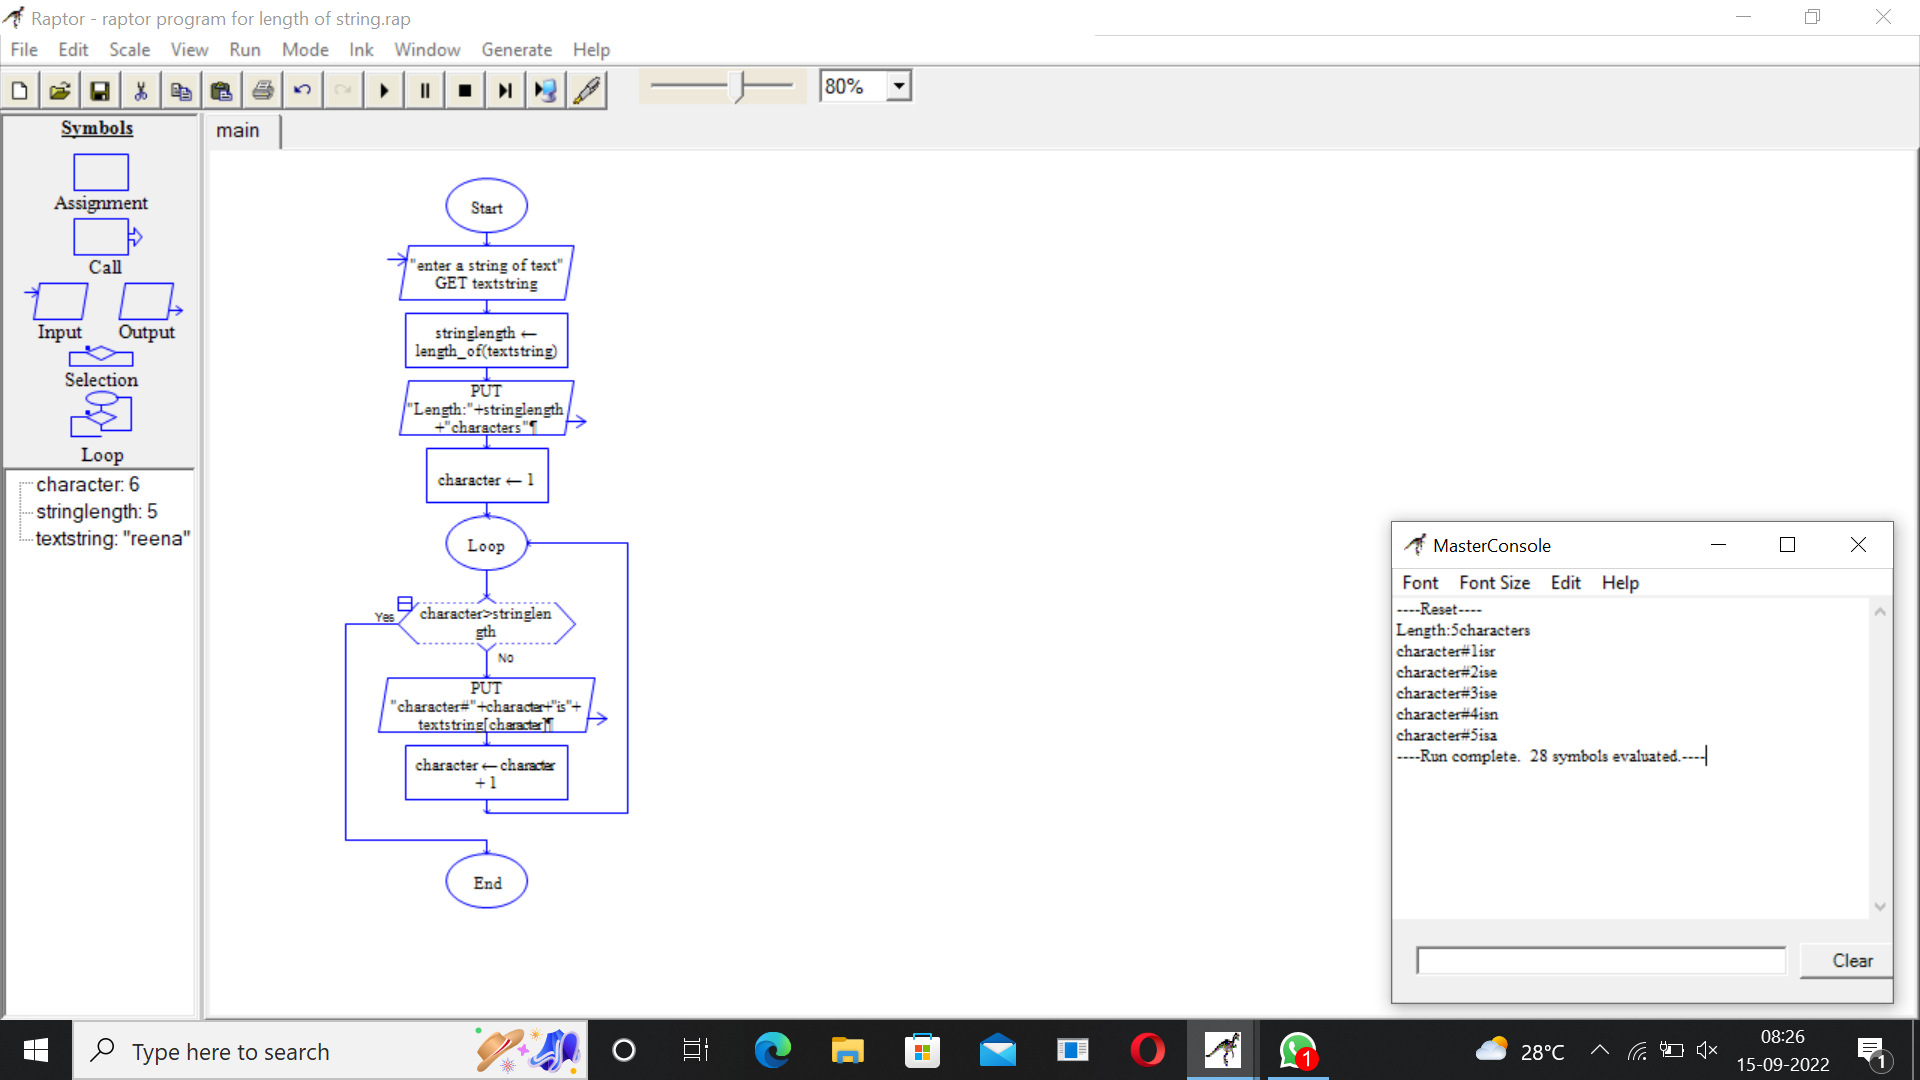 Raptor - raptor program for length of string.rap
File Edit Scale View Run Mode Ink Window Generate Help
80%
Symbols
Assignment
Call
Input Output
Selection
Loop
character: 6
stringlength: 5
textstring: "reena"
main
Start
"enter a string of text"
GET textstring
stringlength ←
length_of(textstring)
PUT
"Length:"+stringlength
+"characters"¶
character ← 1
Loop
Yes
character>stringlen
gth
No
PUT
"character#"+character+"is"+
textstring[character]¶
character ← character
+ 1
End
MasterConsole
Font Font Size Edit Help
----Reset----
Length:5characters
character#1isr
character#2ise
character#3ise
character#4isn
character#5isa
----Run complete.  28 symbols evaluated.----
Clear
Type here to search
1
28°C
08:26
15-09-2022
1